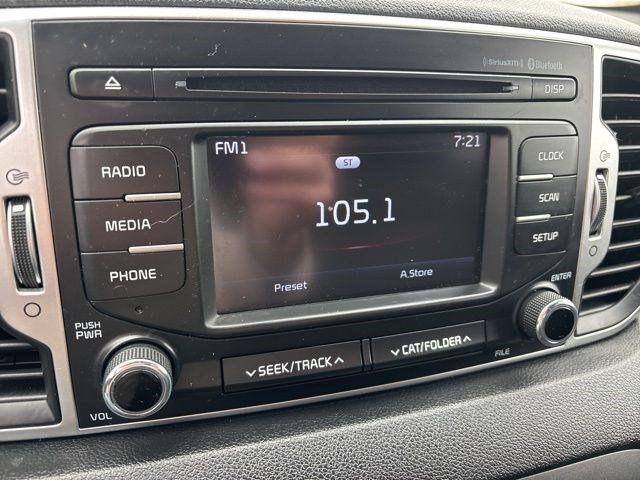 ((SiriusXM)) Bluetooth
DISP
RADIO
MEDIA
PHONE
FM1 7:21
ST
105.1
Preset A.Store
CLOCK
SCAN
SETUP
ENTER
PUSH
PWR
VOL
SEEK/TRACK
CAT/FOLDER
FILE